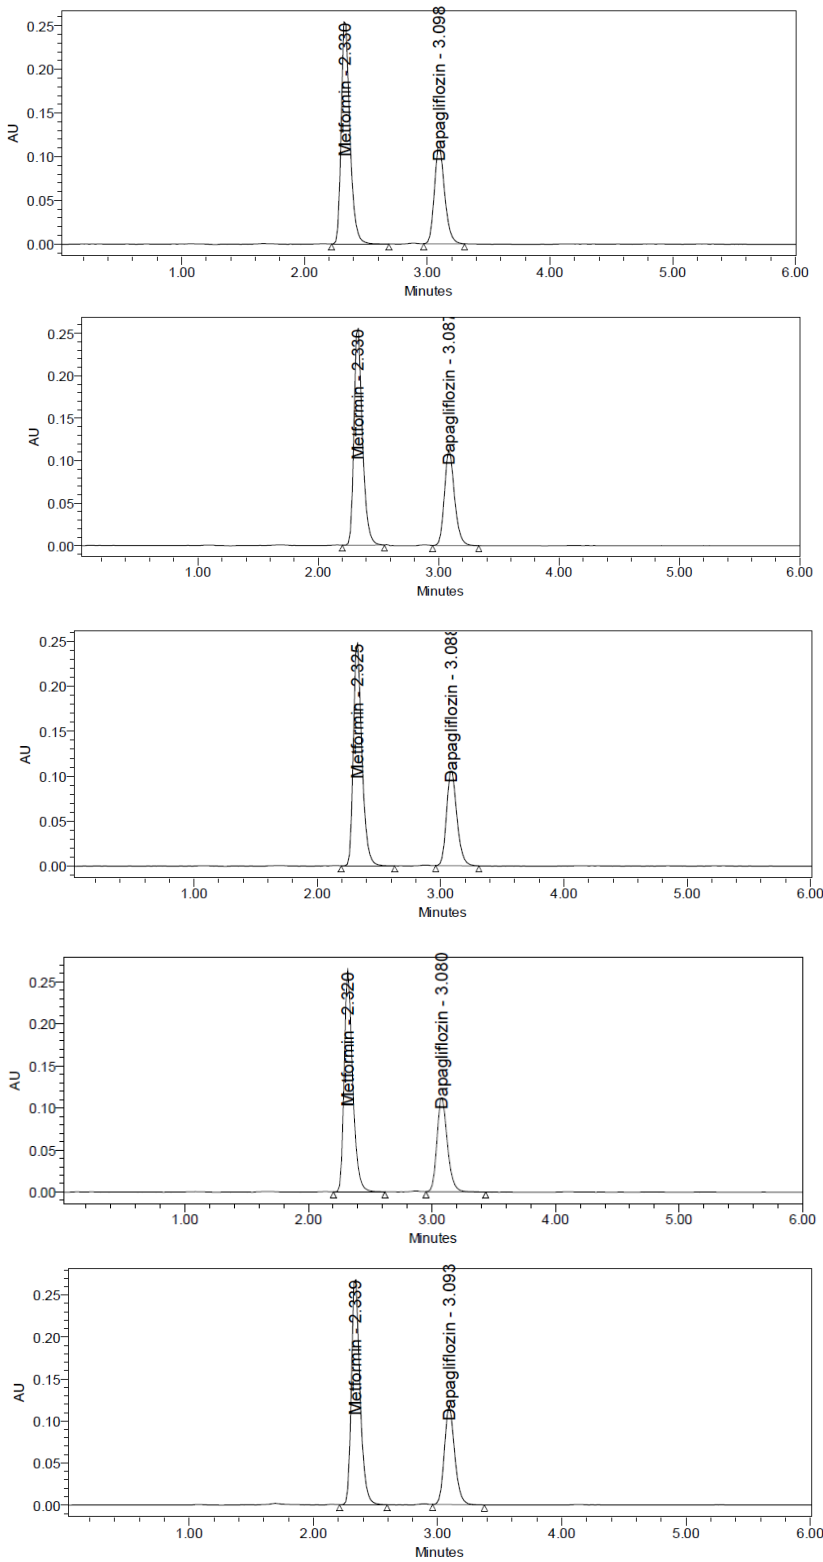 0.25
0.20
0.15
0.10
0.05
0.00
AU
Metformin - 2.330
Dapagliflozin - 3.098
1.00 2.00 3.00 4.00 5.00 6.00
Minutes
0.25
0.20
0.15
0.10
0.05
0.00
AU
Metformin - 2.330
Dapagliflozin - 3.087
1.00 2.00 3.00 4.00 5.00 6.00
Minutes
0.25
0.20
0.15
0.10
0.05
0.00
AU
Metformin - 2.325
Dapagliflozin - 3.088
1.00 2.00 3.00 4.00 5.00 6.00
Minutes
0.25
0.20
0.15
0.10
0.05
0.00
AU
Metformin - 2.320
Dapagliflozin - 3.080
1.00 2.00 3.00 4.00 5.00 6.00
Minutes
0.25
0.20
0.15
0.10
0.05
0.00
AU
Metformin - 2.339
Dapagliflozin - 3.093
1.00 2.00 3.00 4.00 5.00 6.00
Minutes